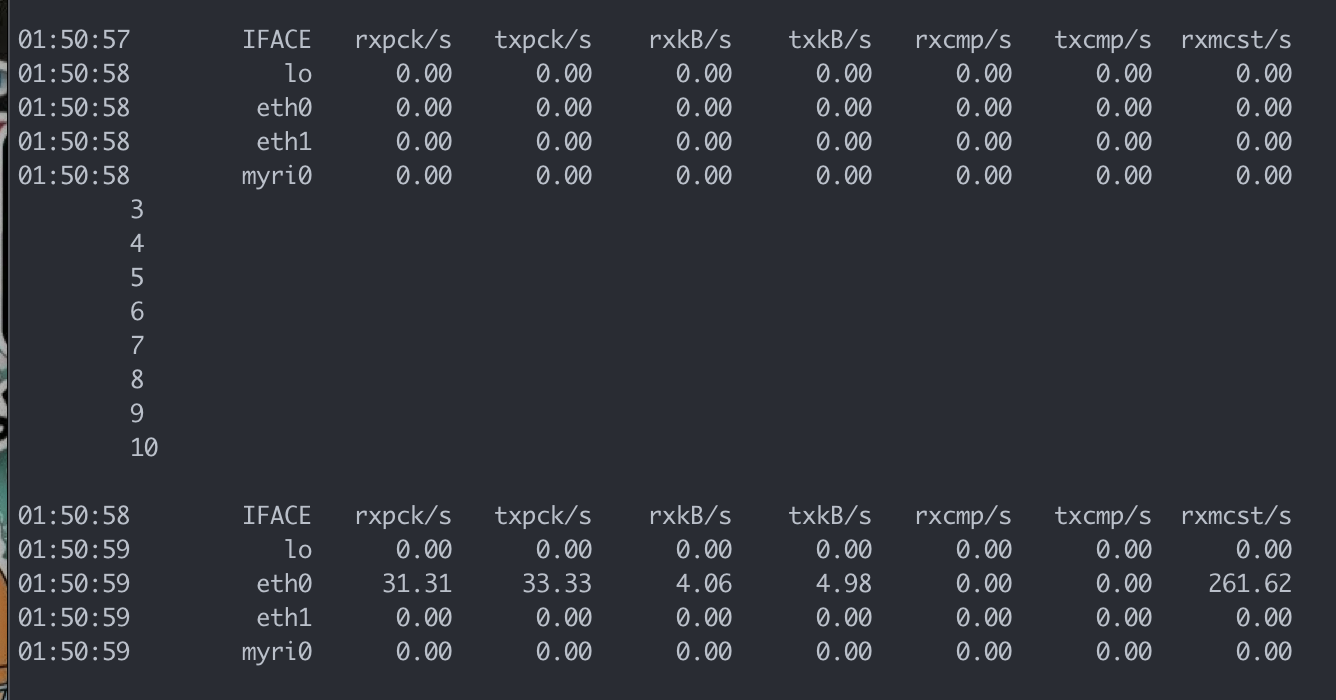 01:50:57 IFACE rxpck/s txpck/s rxkB/s txkB/s rxcmp/s txcmp/s rxmcst/s
01:50:58 lo 0.00 0.00 0.00 0.00 0.00 0.00 0.00
01:50:58 eth0 0.00 0.00 0.00 0.00 0.00 0.00 0.00
01:50:58 eth1 0.00 0.00 0.00 0.00 0.00 0.00 0.00
01:50:58 myri0 0.00 0.00 0.00 0.00 0.00 0.00 0.00
3
4
5
6
7
8
9
10
01:50:58 IFACE rxpck/s txpck/s rxkB/s txkB/s rxcmp/s txcmp/s rxmcst/s
01:50:59 lo 0.00 0.00 0.00 0.00 0.00 0.00 0.00
01:50:59 eth0 31.31 33.33 4.06 4.98 0.00 0.00 261.62
01:50:59 eth1 0.00 0.00 0.00 0.00 0.00 0.00 0.00
01:50:59 myri0 0.00 0.00 0.00 0.00 0.00 0.00 0.00